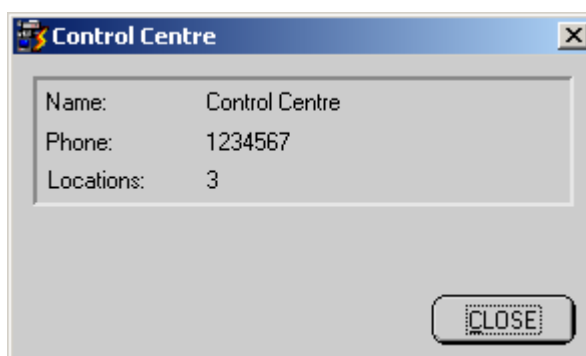 Control Centre
Name: Control Centre
Phone: 1234567
Locations: 3
CLOSE